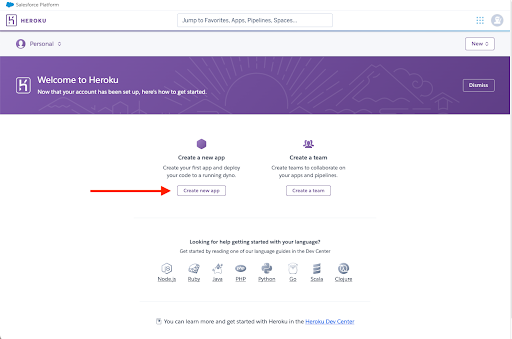 Salesforce Platform
HEROKU
Jump to Favorites, Apps, Pipelines, Spaces...
Personal
New
Welcome to Heroku
Now that your account has been set up, here's how to get started.
Dismiss
Create a new app
Create your first app and deploy
your code to a running dyno.
Create new app
Create a team
Create teams to collaborate on
your apps and pipelines.
Create a team
Looking for help getting started with your language?
Get started by reading one of our language guides in the Dev Center
Node.js Ruby Java PHP Python Go Scala Clojure
You can learn more and get started with Heroku in the Heroku Dev Center